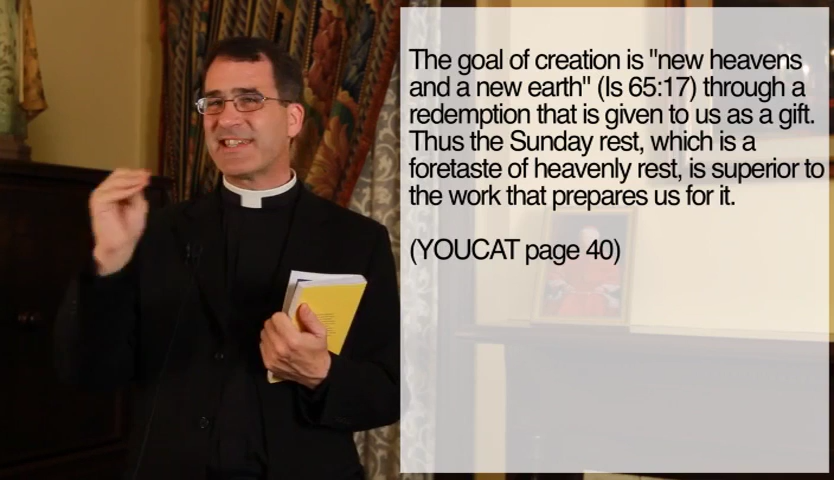 The goal of creation is "new heavens
and a new earth" (Is 65:17) through a
redemption that is given to us as a gift.
Thus the Sunday rest, which is a
foretaste of heavenly rest, is superior to
the work that prepares us for it.
(YOUCAT page 40)